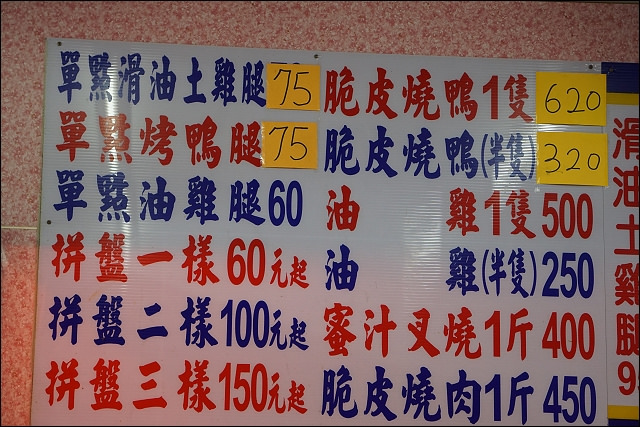 單點滑油土雞腿75
單點烤鴨腿75
單點油雞腿60
拼盤一樣60元起
拼盤二樣100元起
拼盤三樣150元起
脆皮燒鴨1隻620
脆皮燒鴨(半隻)320
油雞1隻500
油雞(半隻)250
蜜汁叉燒1斤400
脆皮燒肉1斤450
滑油土雞腿9